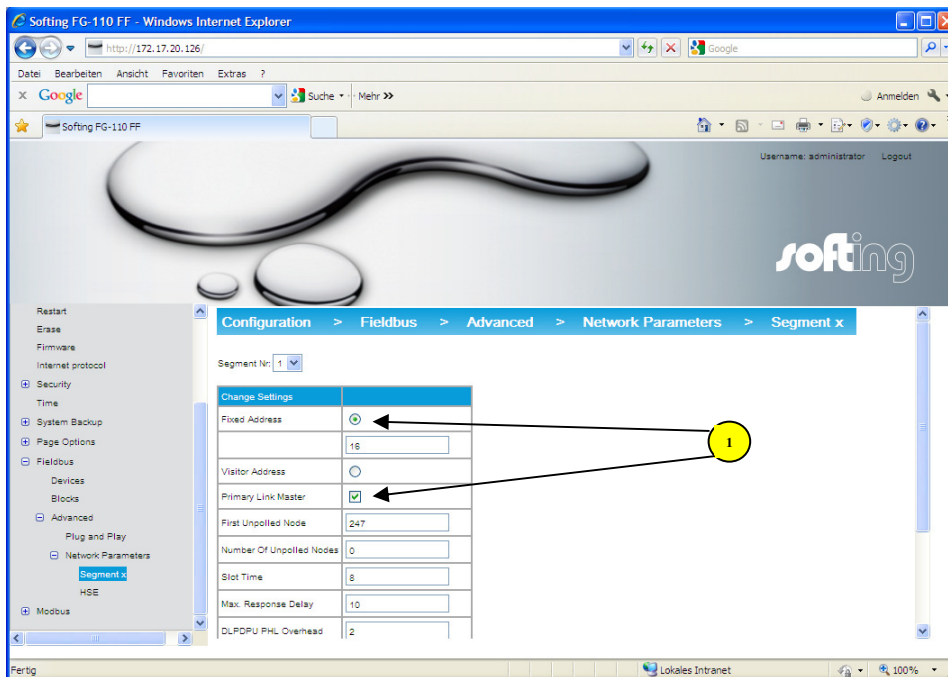 Softing FG-110 FF - Windows Internet Explorer
http://172.17.20.126/
Google
Datei Bearbeiten Ansicht Favoriten Extras ?
x Google Suche Mehr >>
Anmelden
Softing FG-110 FF
Username: administrator Logout
softing
Restart
Erase
Firmware
Internet protocol
Security
Time
System Backup
Page Options
Fieldbus
Devices
Blocks
Advanced
Plug and Play
Network Parameters
Segment x
HSE
Modbus
Configuration > Fieldbus > Advanced > Network Parameters > Segment x
Segment Nr: 1
Change Settings
Fixed Address
16
1
Visitor Address
Primary Link Master
First Unpolled Node 247
Number Of Unpolled Nodes 0
Slot Time 8
Max. Response Delay 10
DLPDPU PHL Overhead 2
Fertig Lokales Intranet 100%